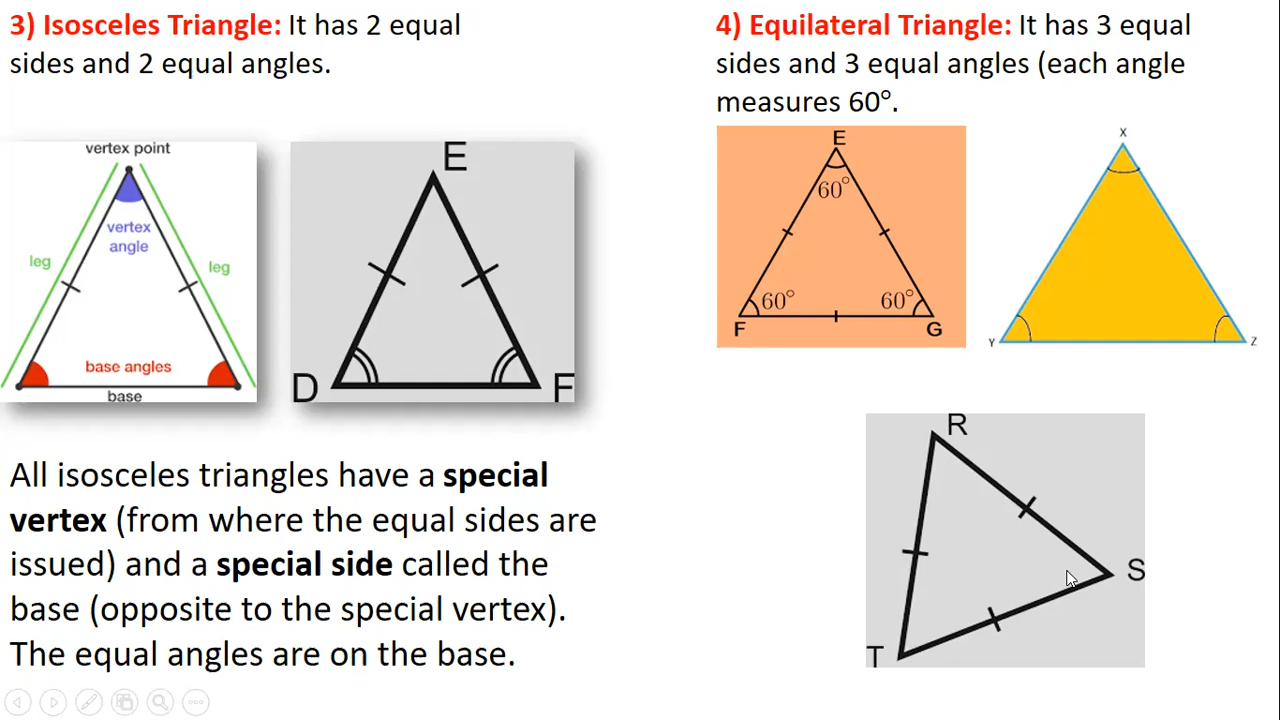 3) Isosceles Triangle: It has 2 equal
sides and 2 equal angles.
vertex point
vertex
angle
leg
leg
base angles
base
E
D
F
All isosceles triangles have a special
vertex (from where the equal sides are
issued) and a special side called the
base (opposite to the special vertex).
The equal angles are on the base.
4) Equilateral Triangle: It has 3 equal
sides and 3 equal angles (each angle
measures 60°.
E
60°
60°
60°
F
G
X
Y
Z
R
S
T